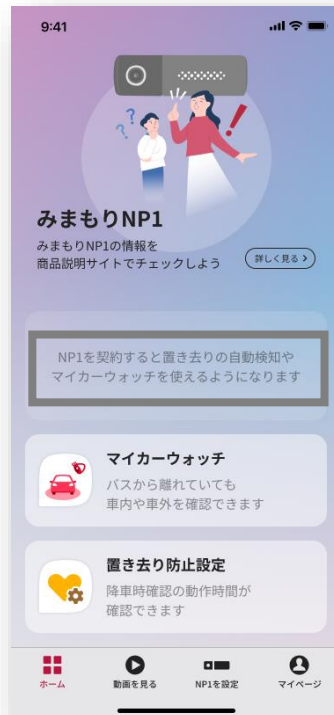 9:41
みまもりNP1
みまもりNP1の情報を
商品説明サイトでチェックしよう
詳しく見る
NP1を契約すると置き去りの自動検知や
マイカーウォッチを使えるようになります
マイカーウォッチ
バスから離れていても
車内や車外を確認できます
置き去り防止設定
降車時確認の動作時間が
確認できます
ホーム
動画を見る
NP1を設定
マイページ